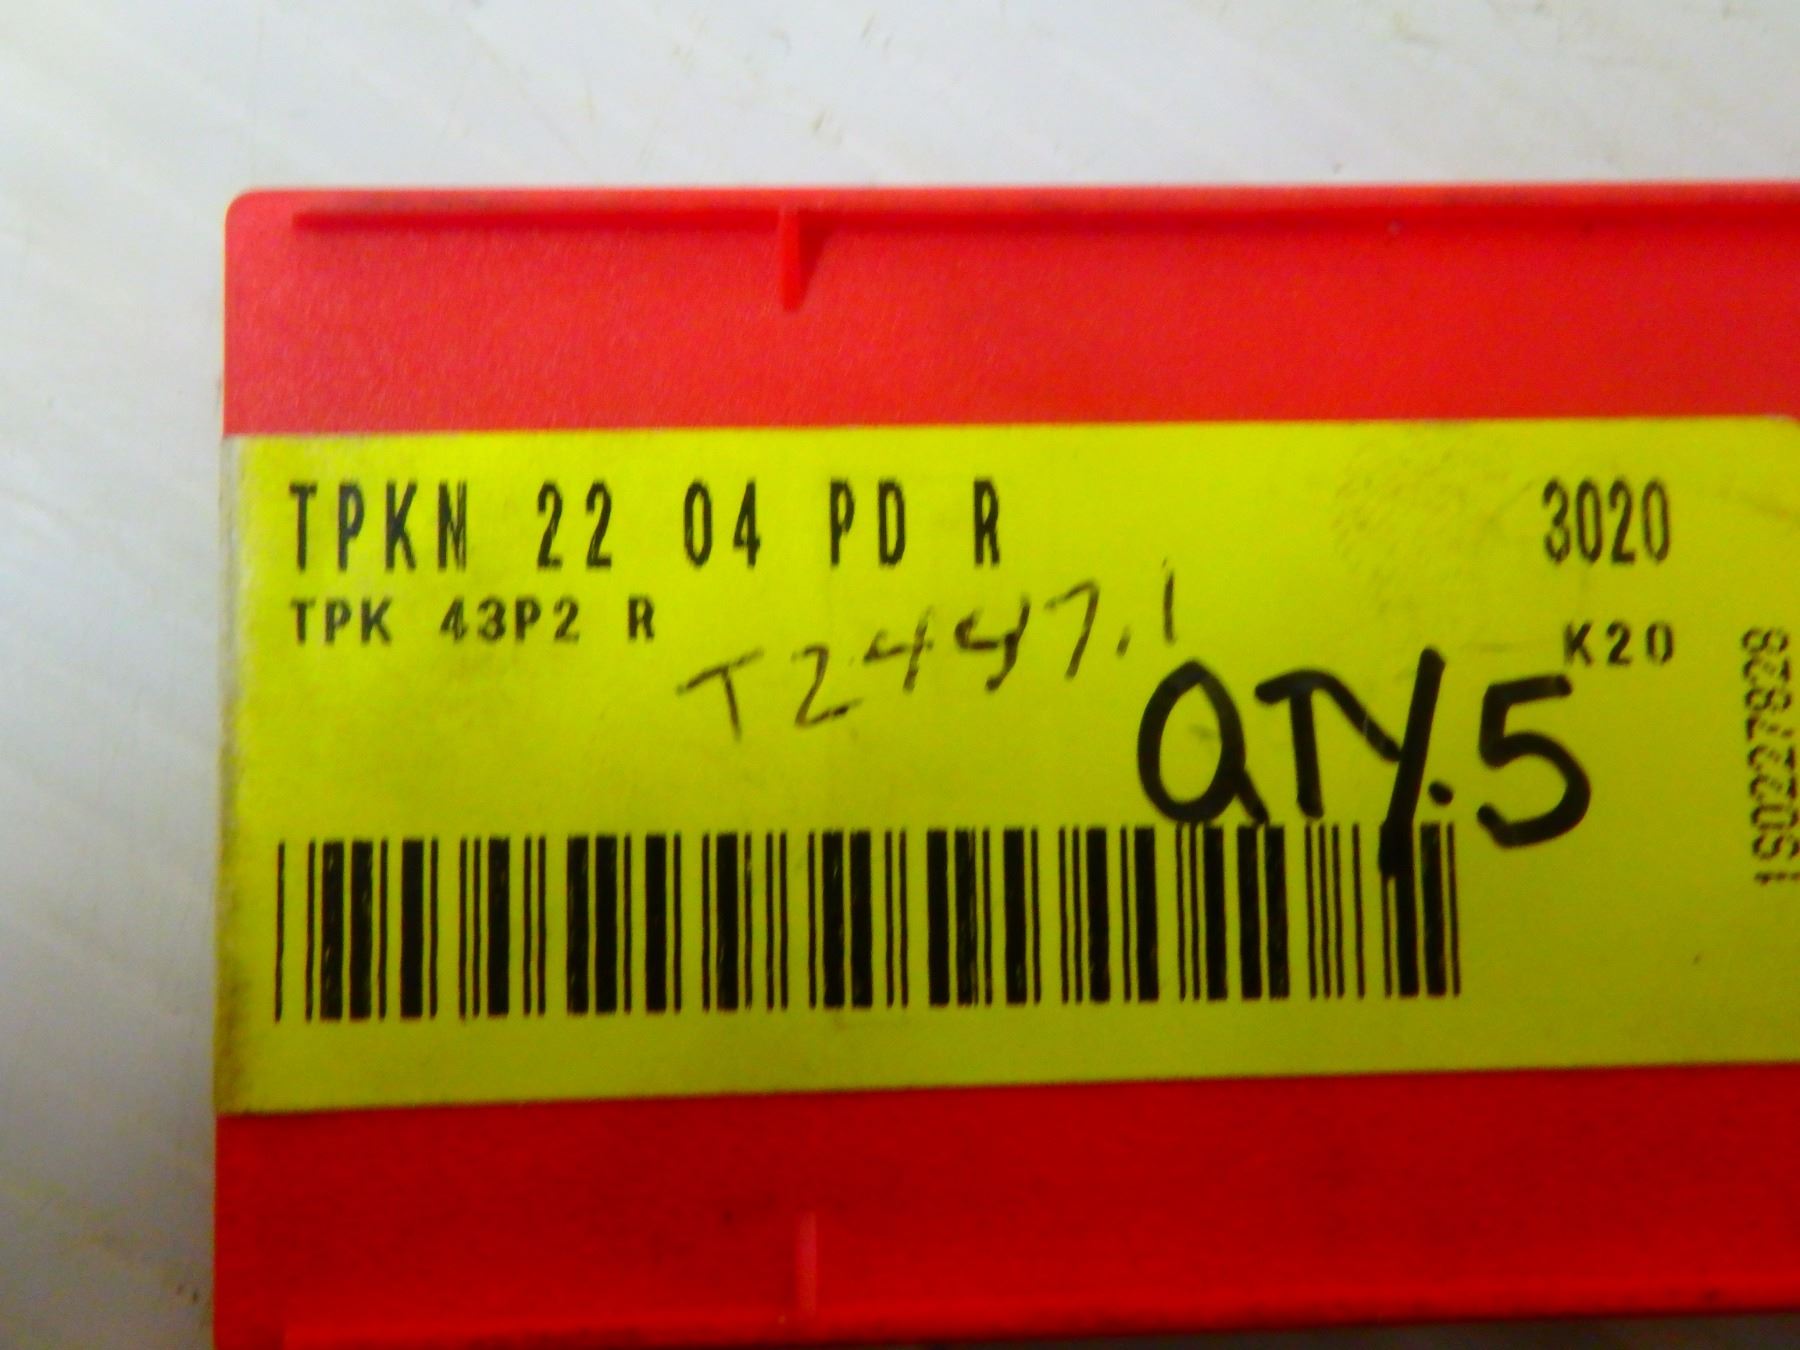 TPKN 22 04 PD R 3020
TPK 43P2 R K20
T2447.1
QTY.5